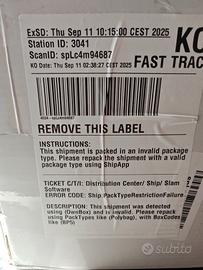 ExSD: Thu Sep 11 10:15:00 CEST 2025
Station ID: 3041
ScanID: spLc4m94687
KO Date: Thu Sep 11 02:38:27 CEST 2025
KO
FAST TRAC
4024 - spLc4m94687
REMOVE THIS LABEL
INSTRUCTIONS:
This shipment is packed in an invalid package
type. Please repack the shipment with a valid
package type using ShipApp
TICKET C/T/I: Distribution Center/ Ship/ Slam
Software
ERROR CODE: Ship PackTypeRestrictionFailure
DESCRIPTION: This shipment was detected
using (OwnBox) and is invalid, please repack
using PackTypes like (Polybag), with BoxCodes
like (BPS)
subito